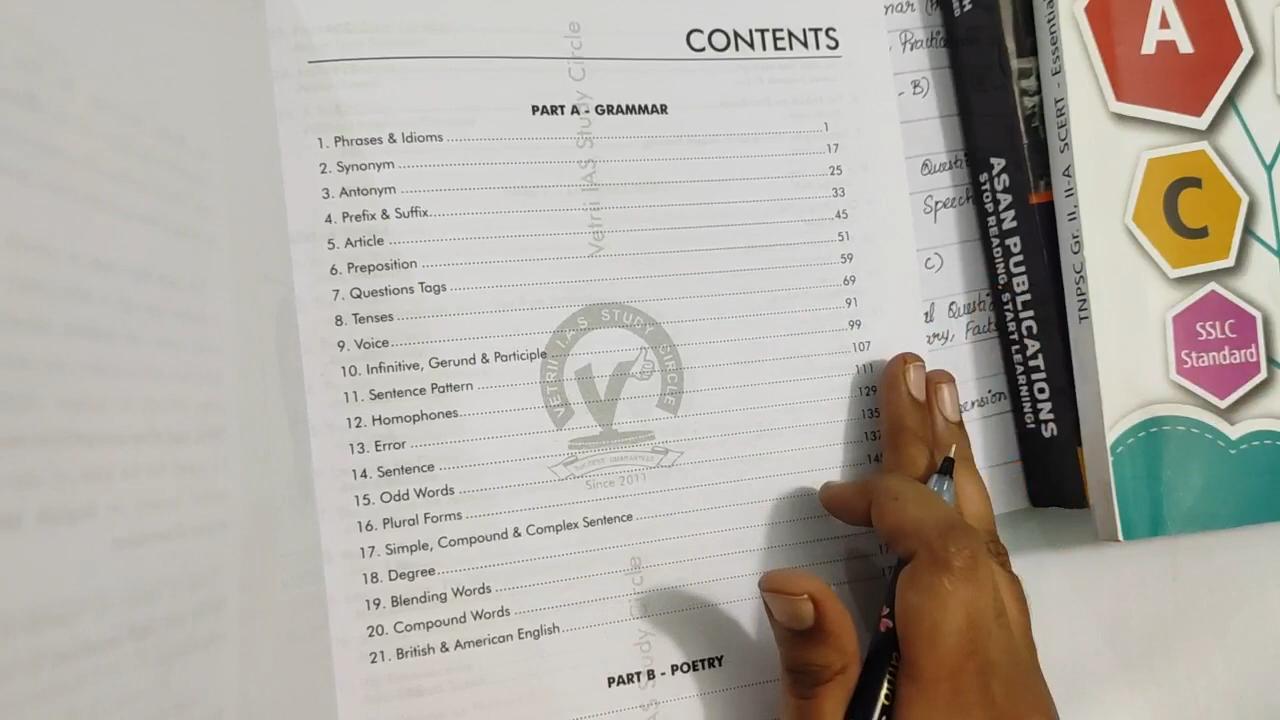 CONTENTS
PART A - GRAMMAR
1. Phrases & Idioms 1
2. Synonym 17
3. Antonym 25
4. Prefix & Suffix 33
5. Article 45
6. Preposition 51
7. Questions Tags 59
8. Tenses 69
9. Voice 91
10. Infinitive, Gerund & Participle 99
11. Sentence Pattern 107
12. Homophones 111
13. Error 129
14. Sentence 135
15. Odd Words 137
16. Plural Forms
17. Simple, Compound & Complex Sentence
18. Degree
19. Blending Words
20. Compound Words
21. British & American English
PART B - POETRY
Vetrii IAS Study Circle
VETRII I.A.S. STUDY CIRCLE
Since 2011
Study Circle
- B)
Speech
C)
ASAN PUBLICATIONS
STOP READING, START LEARNING!
TNPSC Gr. II, II-A SCERT - Essential
A
C
SSLC
Standard